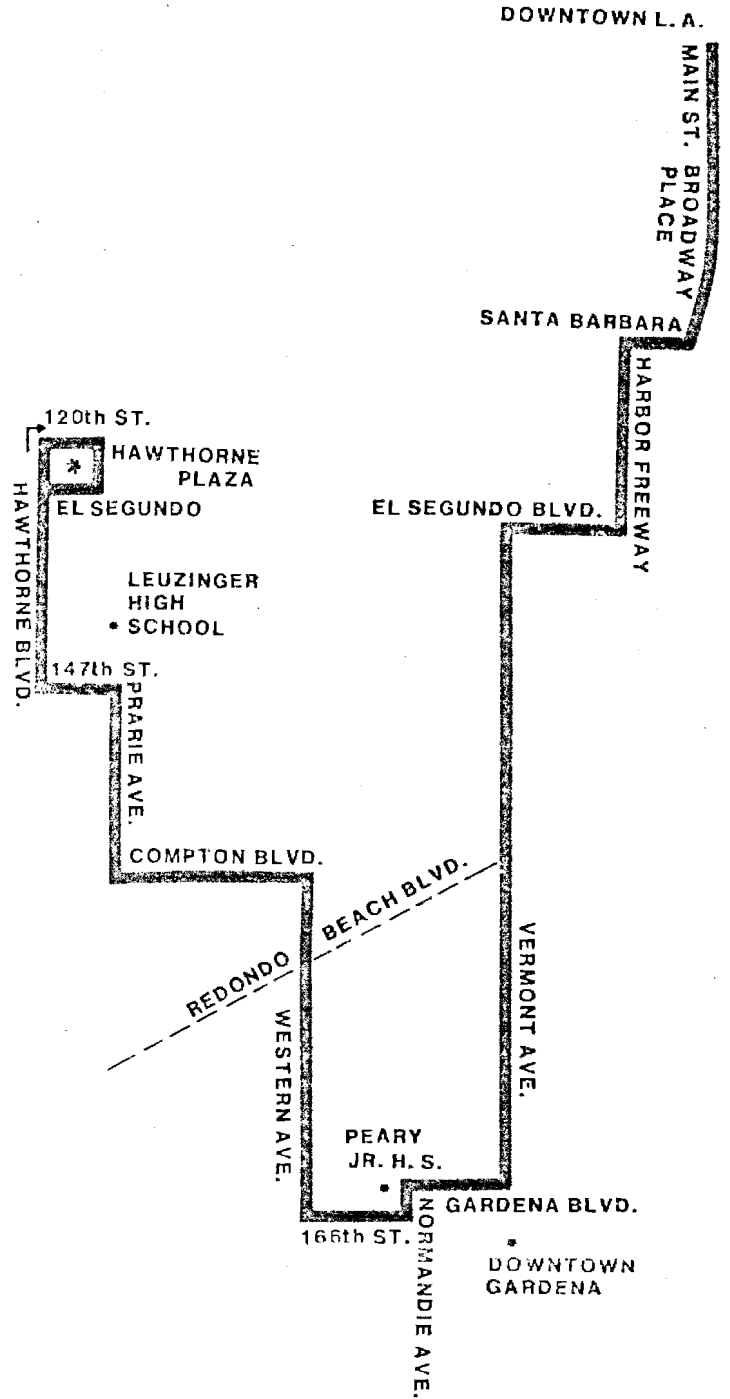 DOWNTOWN L.A.
MAIN ST. BROADWAY
PLACE
SANTA BARBARA
HARBOR FREEWAY
120th ST.
HAWTHORNE
PLAZA
*
EL SEGUNDO
EL SEGUNDO BLVD.
HAWTHORNE BLVD.
LEUZINGER
HIGH
SCHOOL
147th ST.
PRARIE AVE.
COMPTON BLVD.
REDONDO BEACH BLVD.
WESTERN AVE.
VERMONT AVE.
PEARY
JR. H. S.
GARDENA BLVD.
166th ST.
NORMANDIE AVE.
DOWNTOWN
GARDENA